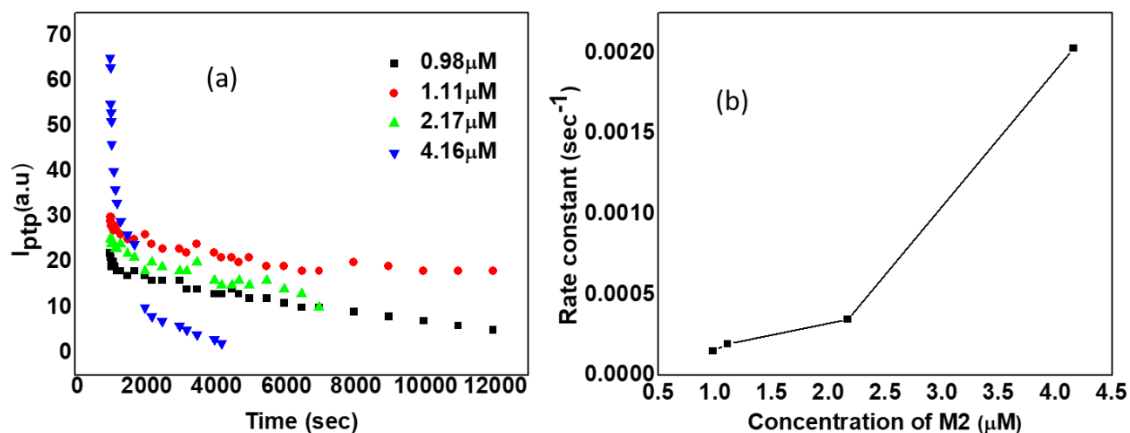 (a)
0.98μM
1.11μM
2.17μM
4.16μM
70
60
50
40
30
20
10
0
I_ptp(a.u)
0 2000 4000 6000 8000 10000 12000
Time (sec)
(b)
0.0020
0.0015
0.0010
0.0005
0.0000
Rate constant (sec⁻¹)
0.5 1.0 1.5 2.0 2.5 3.0 3.5 4.0 4.5
Concentration of M2 (μM)